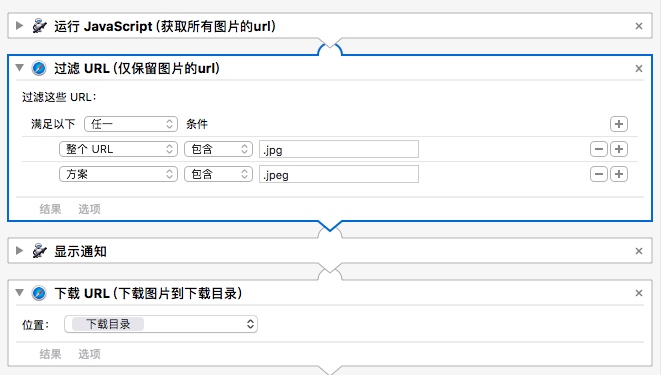 运行 JavaScript (获取所有图片的url)
过滤 URL (仅保留图片的url)
过滤这些 URL:
满足以下 任一 条件
整个 URL 包含 .jpg
方案 包含 .jpeg
结果 选项
显示通知
下载 URL (下载图片到下载目录)
位置: 下载目录
结果 选项